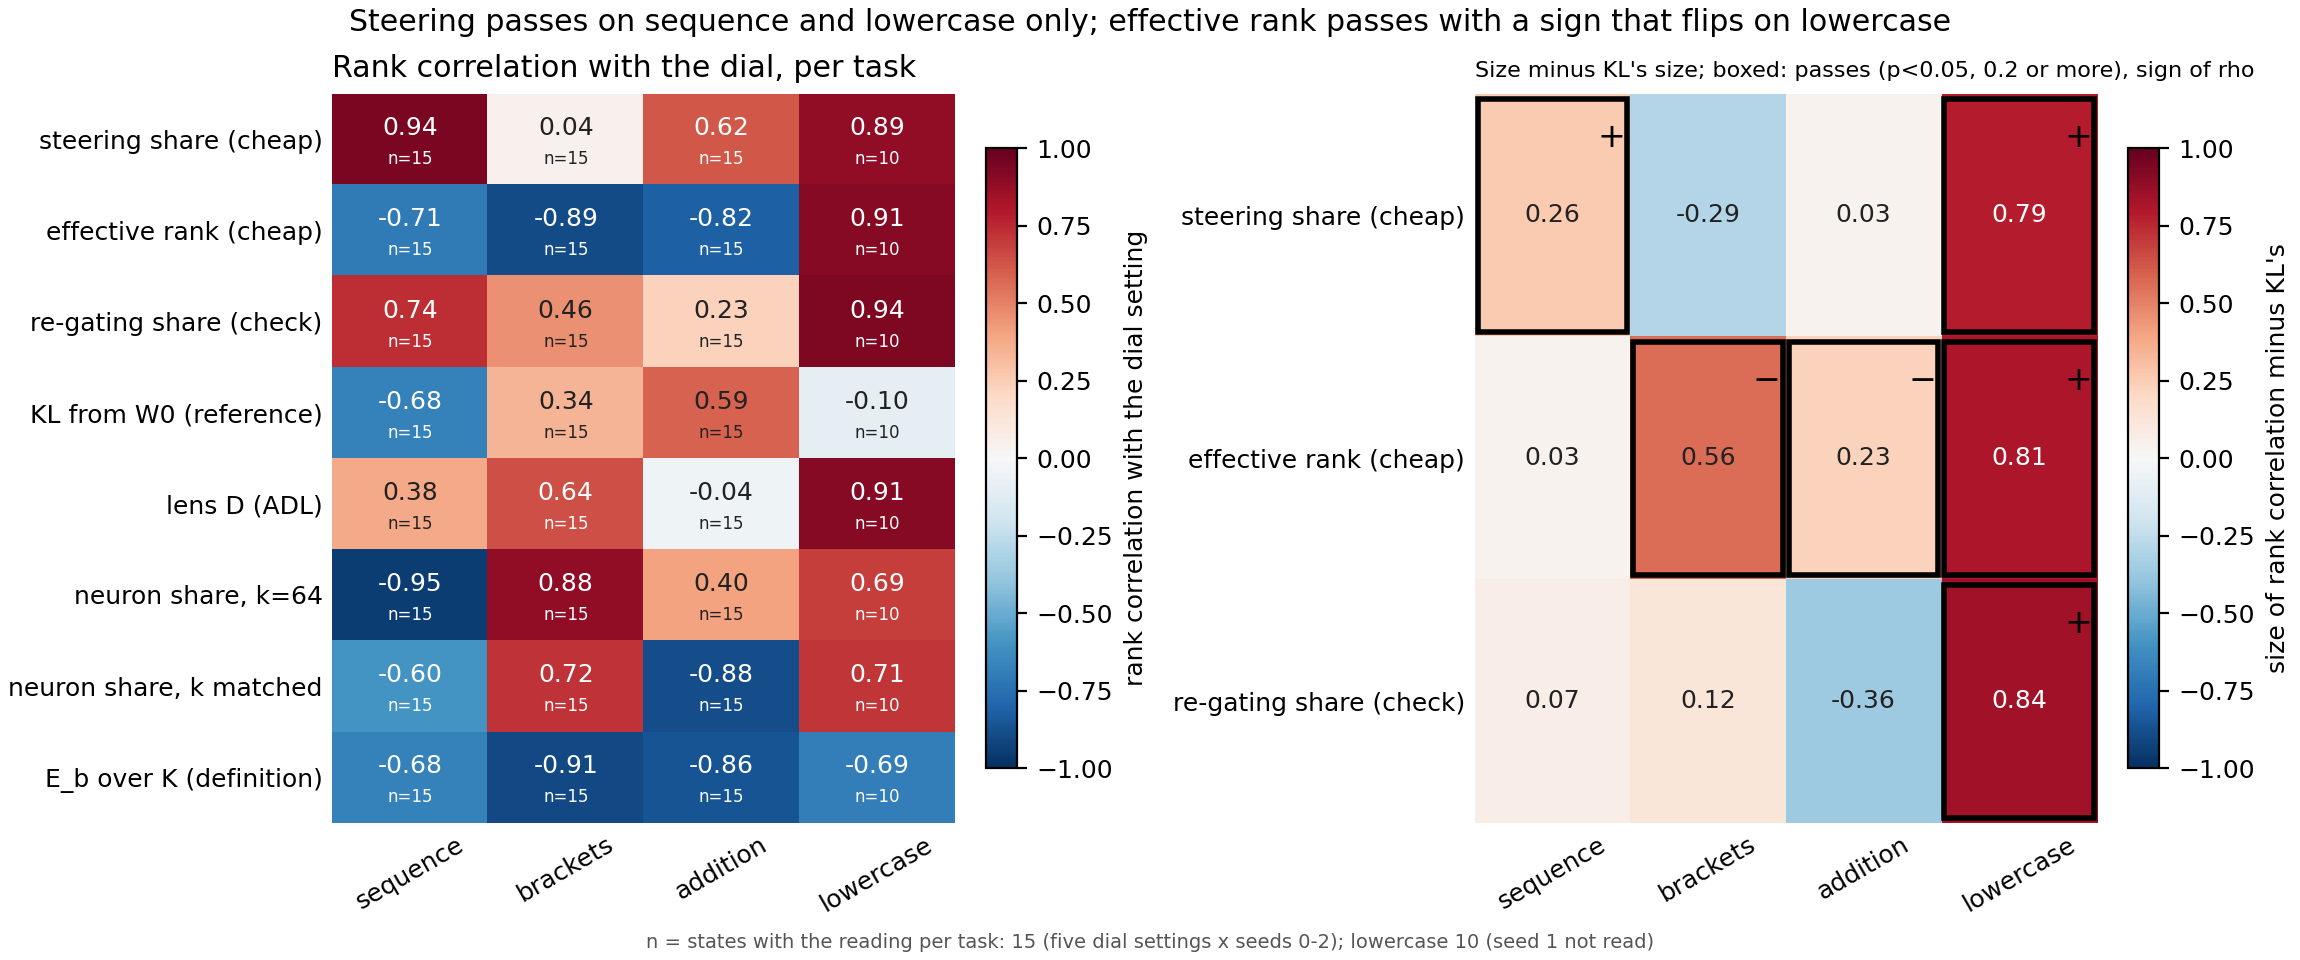 Steering passes on sequence and lowercase only; effective rank passes with a sign that flips on lowercase
Rank correlation with the dial, per task
steering share (cheap)
0.94
n=15
0.04
n=15
0.62
n=15
0.89
n=10
effective rank (cheap)
-0.71
n=15
-0.89
n=15
-0.82
n=15
0.91
n=10
re-gating share (check)
0.74
n=15
0.46
n=15
0.23
n=15
0.94
n=10
KL from W0 (reference)
-0.68
n=15
0.34
n=15
0.59
n=15
-0.10
n=10
lens D (ADL)
0.38
n=15
0.64
n=15
-0.04
n=15
0.91
n=10
neuron share, k=64
-0.95
n=15
0.88
n=15
0.40
n=15
0.69
n=10
neuron share, k matched
-0.60
n=15
0.72
n=15
-0.88
n=15
0.71
n=10
E_b over K (definition)
-0.68
n=15
-0.91
n=15
-0.86
n=15
-0.69
n=10
sequence
brackets
addition
lowercase
1.00
0.75
0.50
0.25
0.00
−0.25
−0.50
−0.75
−1.00
rank correlation with the dial setting
Size minus KL's size; boxed: passes (p<0.05, 0.2 or more), sign of rho
steering share (cheap)
0.26
+
-0.29
0.03
0.79
+
effective rank (cheap)
0.03
0.56
−
0.23
−
0.81
+
re-gating share (check)
0.07
0.12
-0.36
0.84
+
sequence
brackets
addition
lowercase
1.00
0.75
0.50
0.25
0.00
−0.25
−0.50
−0.75
−1.00
size of rank correlation minus KL's
n = states with the reading per task: 15 (five dial settings x seeds 0-2); lowercase 10 (seed 1 not read)